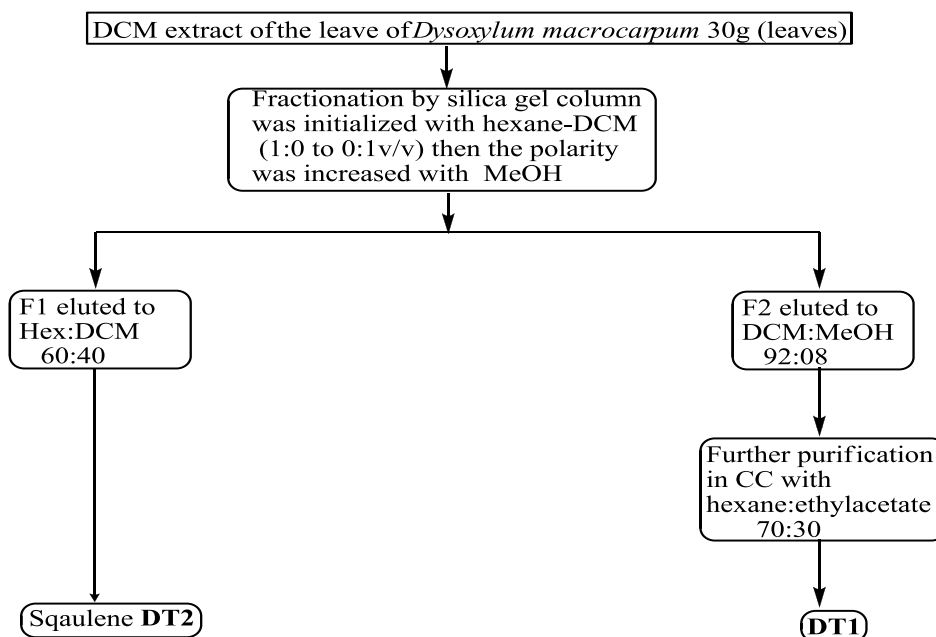 DCM extract of the leave of Dysoxylum macrocarpum 30g (leaves)
Fractionation by silica gel column
was initialized with hexane-DCM
(1:0 to 0:1v/v) then the polarity
was increased with MeOH
F1 eluted to
Hex:DCM
60:40
F2 eluted to
DCM:MeOH
92:08
Further purification
in CC with
hexane:ethylacetate
70:30
Sqaulene DT2
DT1